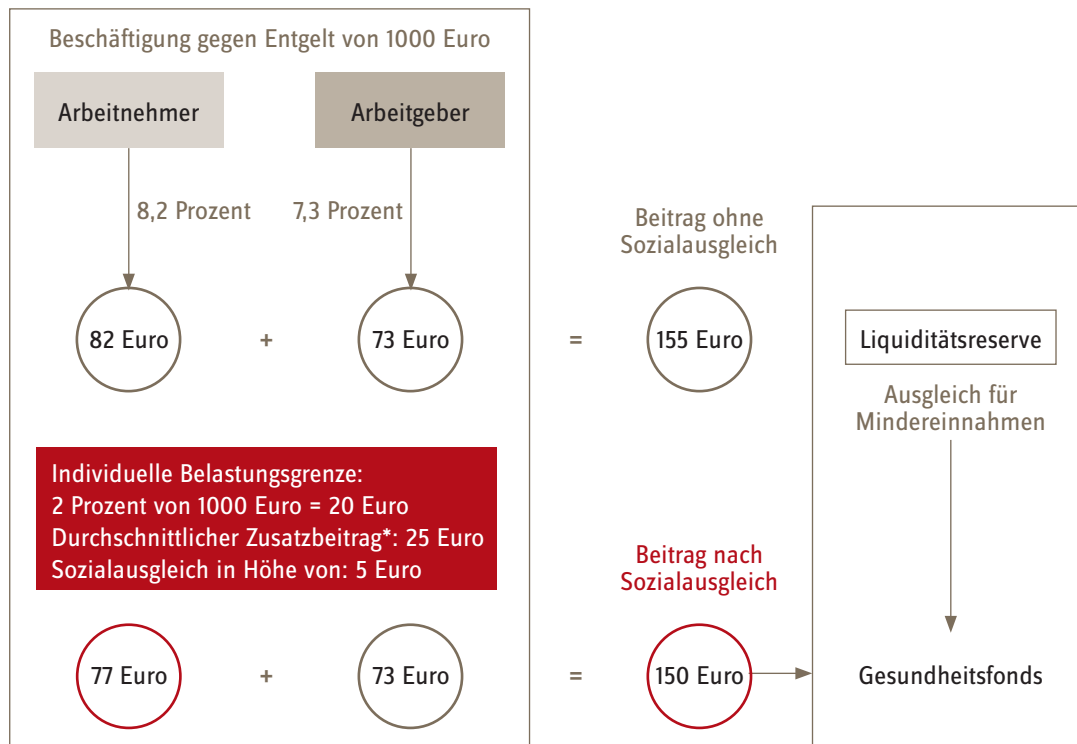 Beschäftigung gegen Entgelt von 1000 Euro
Arbeitnehmer
Arbeitgeber
8,2 Prozent
7,3 Prozent
Beitrag ohne
Sozialausgleich
82 Euro
+
73 Euro
=
155 Euro
Liquiditätsreserve
Ausgleich für
Mindereinnahmen
Individuelle Belastungsgrenze:
2 Prozent von 1000 Euro = 20 Euro
Durchschnittlicher Zusatzbeitrag*: 25 Euro
Sozialausgleich in Höhe von: 5 Euro
Beitrag nach
Sozialausgleich
77 Euro
+
73 Euro
=
150 Euro
Gesundheitsfonds